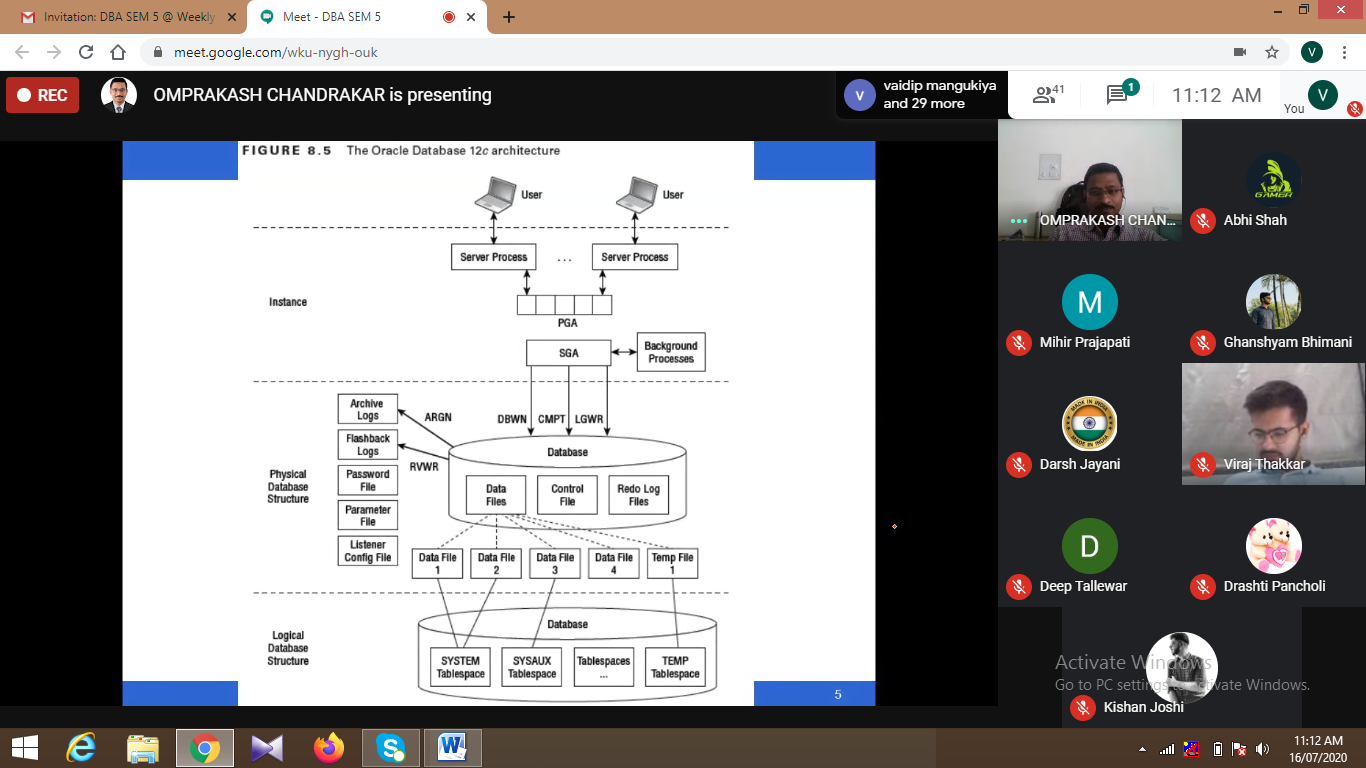 Invitation: DBA SEM 5 @ Weekly
Meet - DBA SEM 5
meet.google.com/wku-nygh-ouk
V
REC
OMPRAKASH CHANDRAKAR is presenting
V
vaidip mangukiya
and 29 more
41
1
11:12 AM
You
V
FIGURE 8.5 The Oracle Database 12c architecture
User
User
Server Process
...
Server Process
Instance
PGA
SGA
Background
Processes
Archive
Logs
ARGN
DBWN
CMPT
LGWR
Flashback
Logs
RVWR
Database
Physical
Database
Structure
Password
File
Data
Files
Control
File
Redo Log
Files
Parameter
File
Listener
Config File
Data File
1
Data File
2
Data File
3
Data File
4
Temp File
1
Database
Logical
Database
Structure
SYSTEM
Tablespace
SYSAUX
Tablespace
Tablespaces
...
TEMP
Tablespace
5
OMPRAKASH CHAN...
GAMER
Abhi Shah
M
Mihir Prajapati
Ghanshyam Bhimani
MADE IN INDIA
MADE IN INDIA
Darsh Jayani
Viraj Thakkar
D
Deep Tallewar
Drashti Pancholi
Kishan Joshi
Activate Windows
Go to PC settings to activate Windows.
11:12 AM
16/07/2020